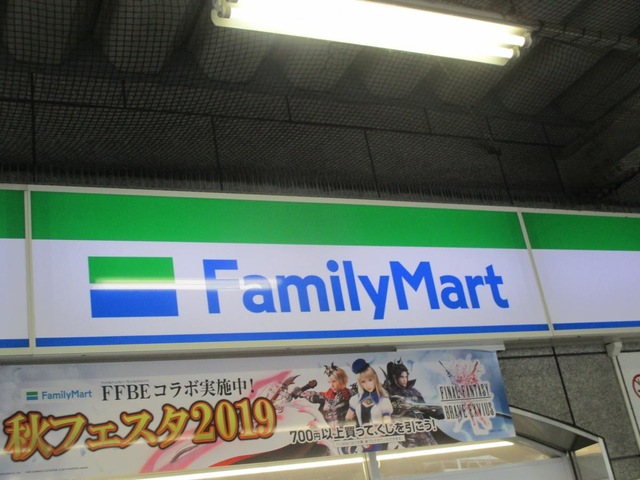 FamilyMart
FamilyMart
FFBEコラボ実施中!
秋フェスタ2019
700円以上買ってくじを引こう!
FINAL FANTASY
BRAVE EXVIUS